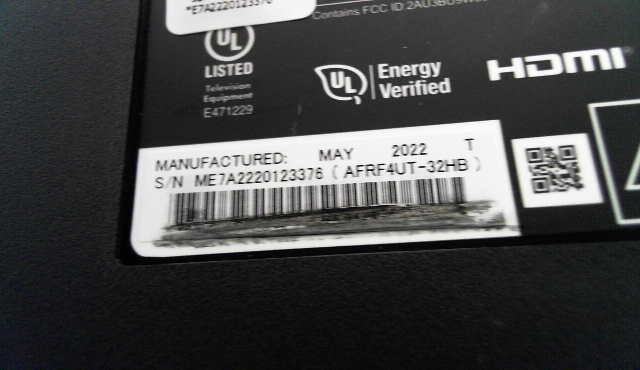 *E7A2220123376
Contains FCC ID:2AU3BU9W
UL
LISTED
Television
Equipment
E471229
UL
Energy
Verified
HDMI
MANUFACTURED: MAY 2022 T
S/N ME7A2220123376 ( AFRF4UT-32HB )